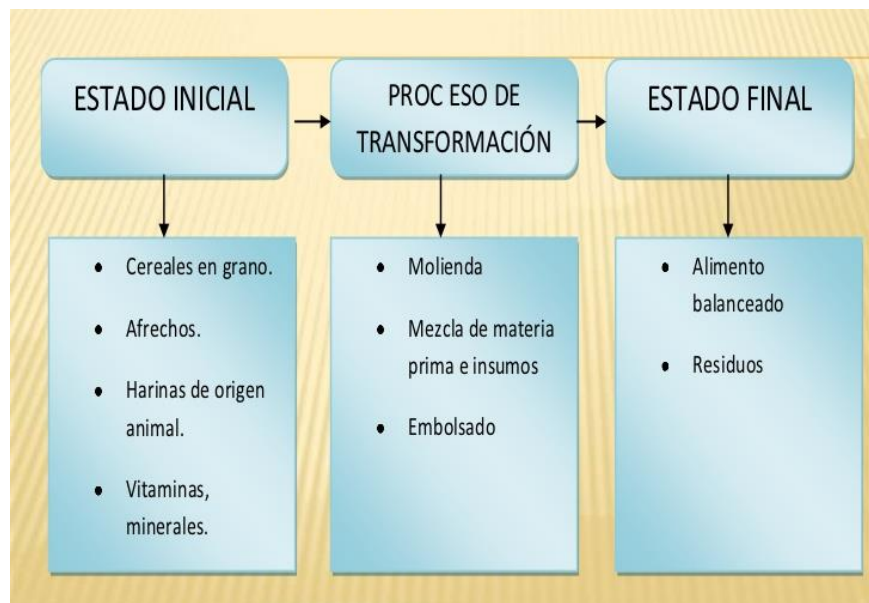 ESTADO INICIAL
PROC ESO DE
TRANSFORMACIÓN
ESTADO FINAL
• Cereales en grano.
• Afrechos.
• Harinas de origen
animal.
• Vitaminas,
minerales.
• Molienda
• Mezcla de materia
prima e insumos
• Embolsado
• Alimento
balanceado
• Residuos